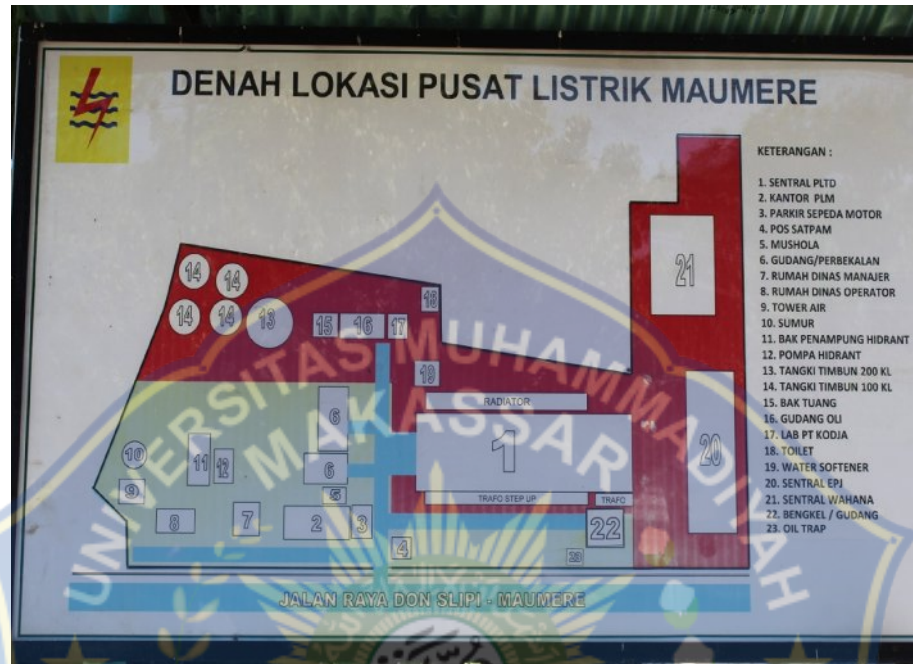 DENAH LOKASI PUSAT LISTRIK MAUMERE
KETERANGAN :
1. SENTRAL PLTD
2. KANTOR PLM
3. PARKIR SEPEDA MOTOR
4. POS SATPAM
5. MUSHOLA
6. GUDANG/PERBEKALAN
7. RUMAH DINAS MANAJER
8. RUMAH DINAS OPERATOR
9. TOWER AIR
10. SUMUR
11. BAK PENAMPUNG HIDRANT
12. POMPA HIDRANT
13. TANGKI TIMBUN 200 KL
14. TANGKI TIMBUN 100 KL
15. BAK TUANG
16. GUDANG OLI
17. LAB PT KODJA
18. TOILET
19. WATER SOFTENER
20. SENTRAL EPJ
21. SENTRAL WAHANA
22. BENGKEL / GUDANG
23. OIL TRAP
21
14 14
14 14 13
18
15 16 17
19
RADIATOR
6
1
20
10
11 12
6
9
5
TRAFO STEP UP
TRAFO
8
7
2 3
4
22
23
JALAN RAYA DON SLIPI - MAUMERE
UNIVERSITAS MUHAMMADIYAH
MAKASSAR